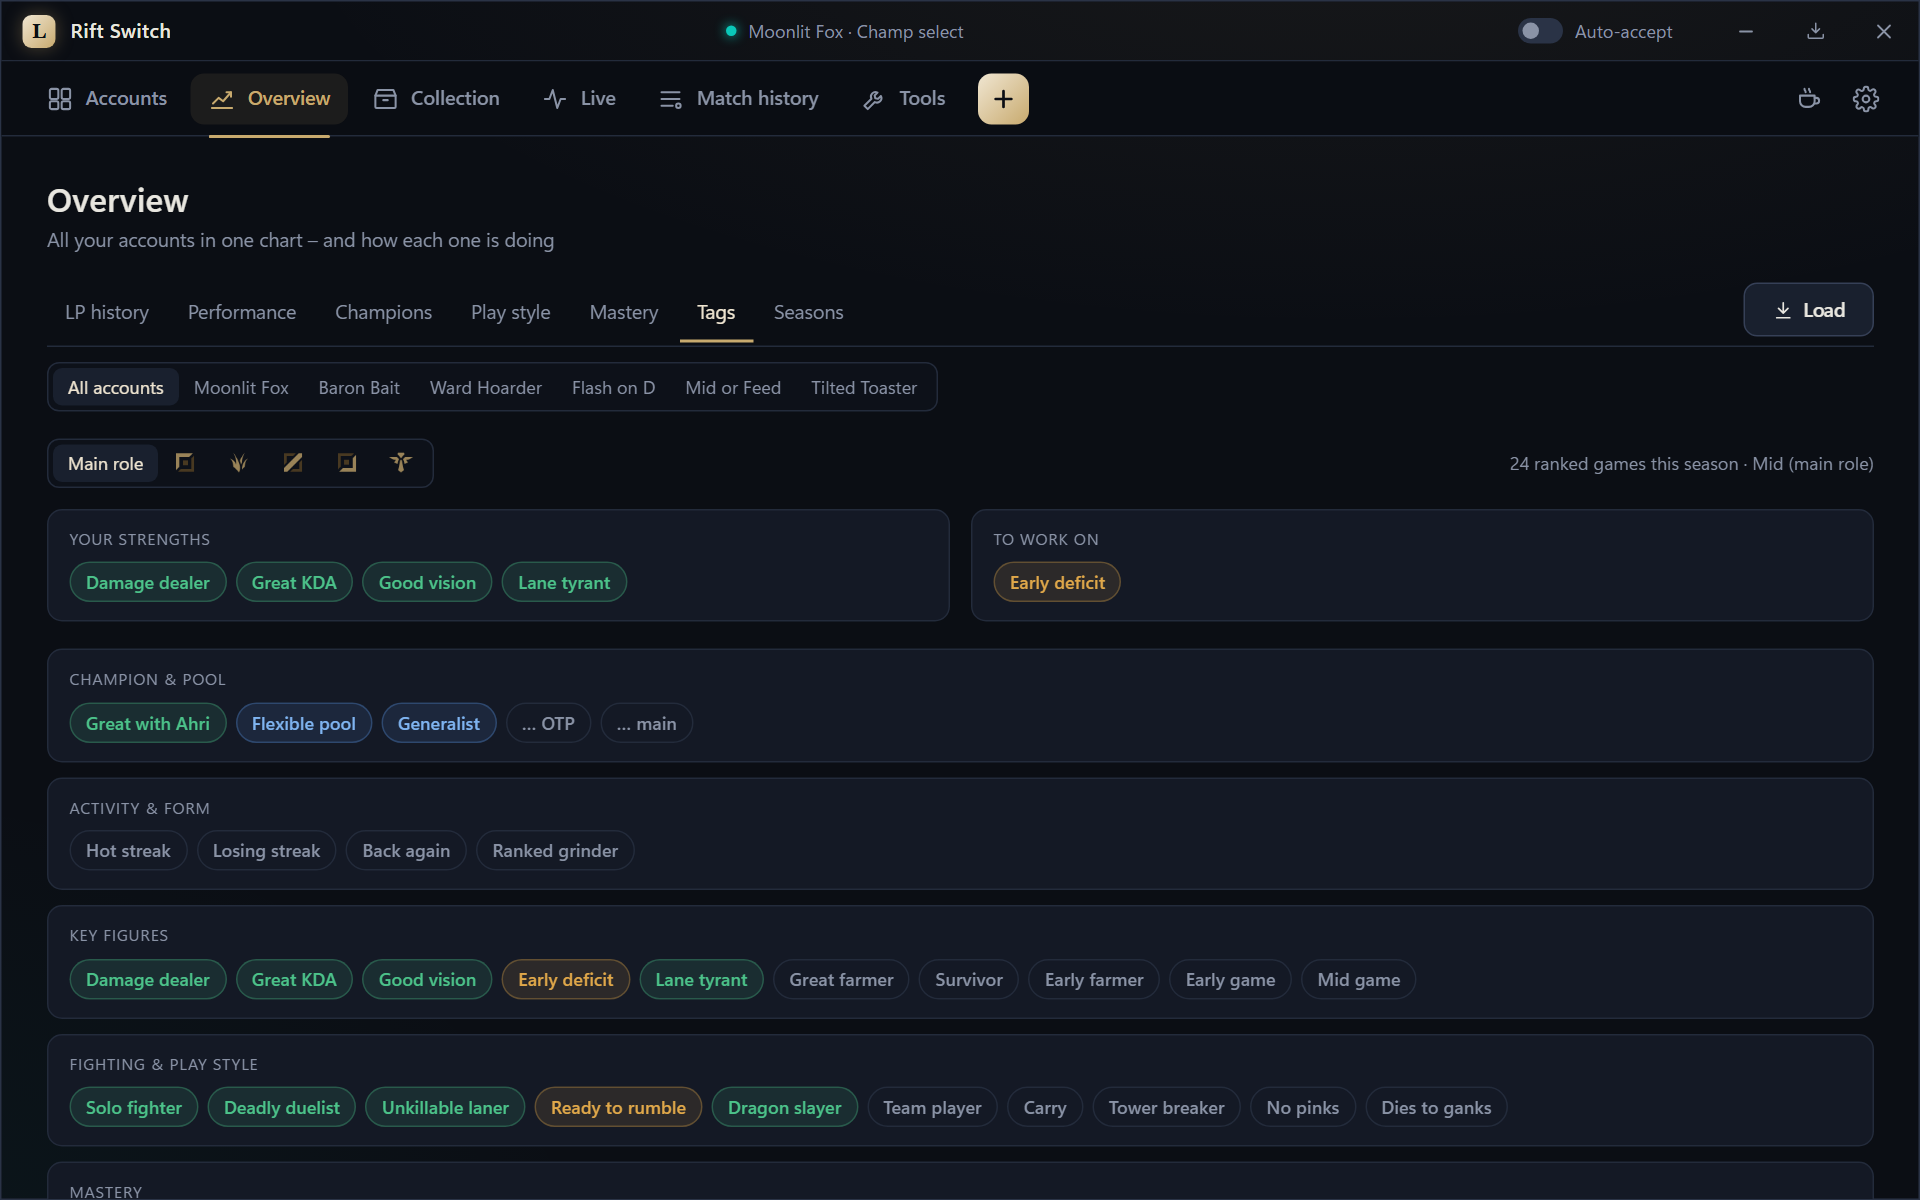 L Rift Switch
Moonlit Fox · Champ select
Auto-accept
Accounts Overview Collection Live Match history Tools +
Overview
All your accounts in one chart – and how each one is doing
LP history Performance Champions Play style Mastery Tags Seasons
Load
All accounts Moonlit Fox Baron Bait Ward Hoarder Flash on D Mid or Feed Tilted Toaster
Main role
24 ranked games this season · Mid (main role)
YOUR STRENGTHS
Damage dealer Great KDA Good vision Lane tyrant
TO WORK ON
Early deficit
CHAMPION & POOL
Great with Ahri Flexible pool Generalist ... OTP ... main
ACTIVITY & FORM
Hot streak Losing streak Back again Ranked grinder
KEY FIGURES
Damage dealer Great KDA Good vision Early deficit Lane tyrant Great farmer Survivor Early farmer Early game Mid game
FIGHTING & PLAY STYLE
Solo fighter Deadly duelist Unkillable laner Ready to rumble Dragon slayer Team player Carry Tower breaker No pinks Dies to ganks
MASTERY